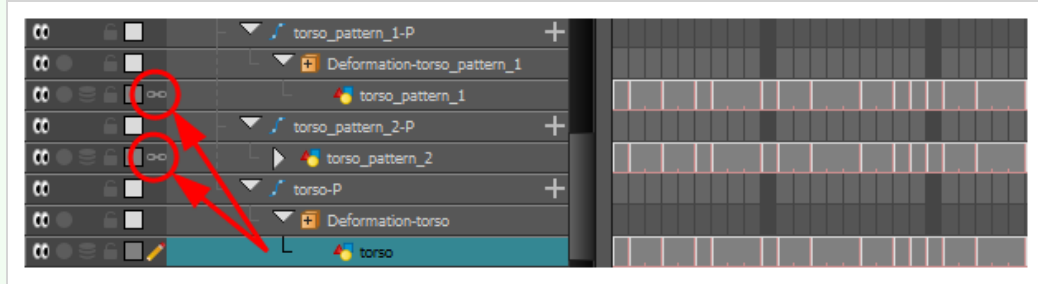 torso_pattern_1-P
Deformation-torso_pattern_1
torso_pattern_1
torso_pattern_2-P
torso_pattern_2
torso-P
Deformation-torso
torso